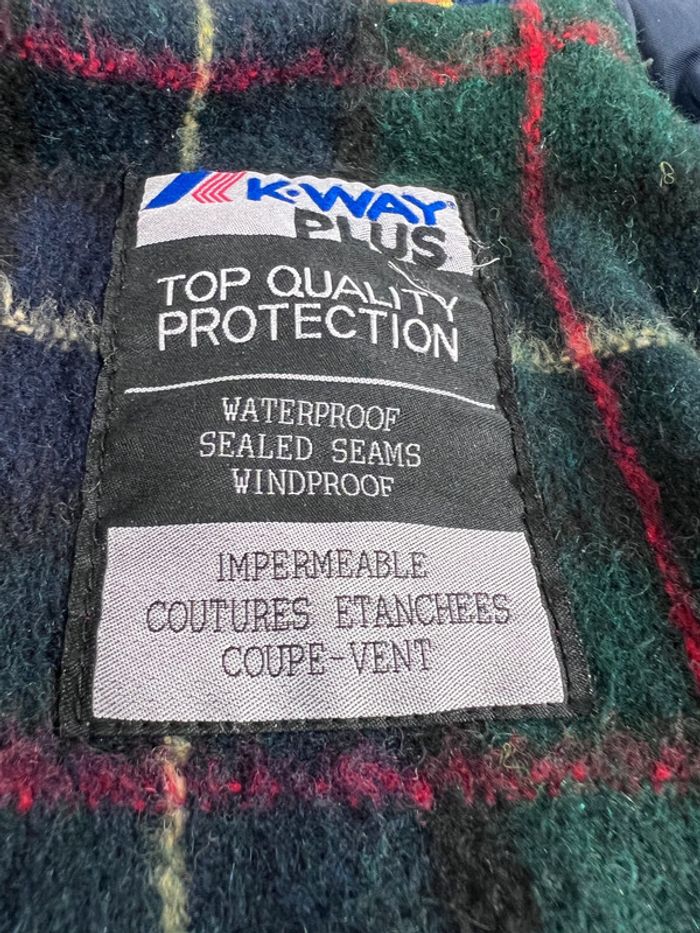 K·WAY
PLUS
TOP QUALITY
PROTECTION
WATERPROOF
SEALED SEAMS
WINDPROOF
IMPERMEABLE
COUTURES ETANCHEES
COUPE-VENT